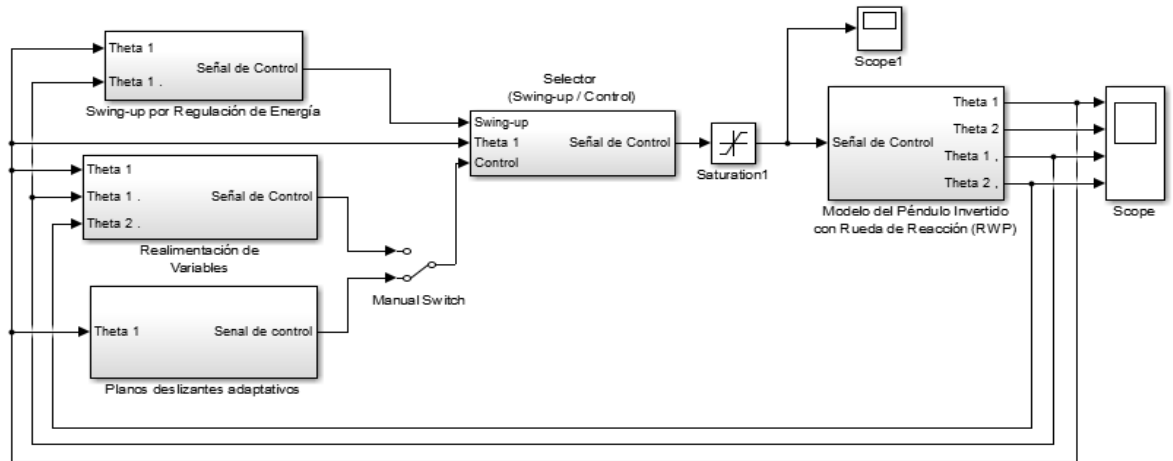 Theta 1
Theta 1 .
Señal de Control
Swing-up por Regulación de Energía
Theta 1
Theta 1 .
Theta 2 .
Señal de Control
Realimentación de
Variables
Theta 1
Senal de control
Planos deslizantes adaptativos
Manual Switch
Selector
(Swing-up / Control)
Swing-up
Theta 1
Control
Señal de Control
Saturation1
Scope1
Señal de Control
Theta 1
Theta 2
Theta 1 ,
Theta 2 ,
Modelo del Péndulo Invertido
con Rueda de Reacción (RWP)
Scope